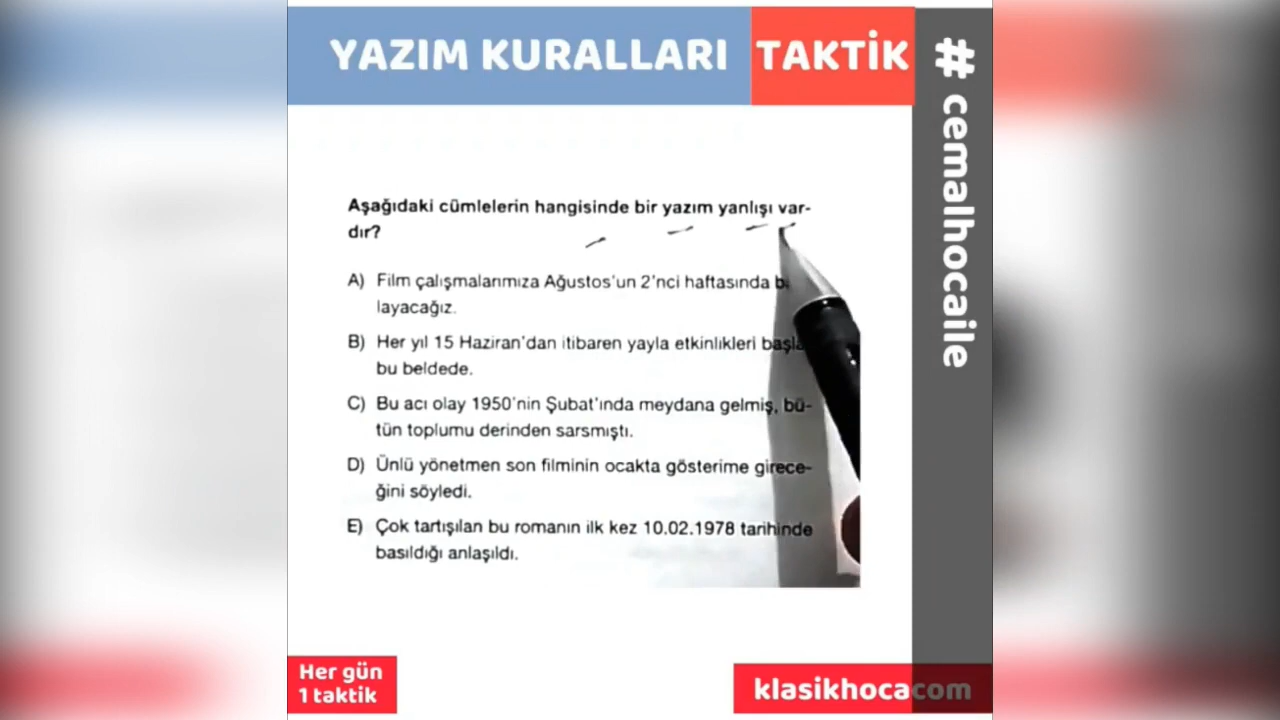 YAZIM KURALLARI TAKTİK
# cemalhocaile
Aşağıdaki cümlelerin hangisinde bir yazım yanlışı var-
dır?
A) Film çalışmalarımıza Ağustos'un 2'nci haftasında
layacağız.
B) Her yıl 15 Haziran'dan itibaren yayla etkinlikleri
bu beldede.
C) Bu acı olay 1950'nin Şubat'ında meydana gelmiş, bü-
tün toplumu derinden sarsmıştı.
D) Ünlü yönetmen son filminin ocakta gösterime girece-
ğini söyledi.
E) Çok tartışılan bu romanın ilk kez 10.02.1978 tarihinde
basıldığı anlaşıldı.
Her gün
1 taktik
klasikhocacom